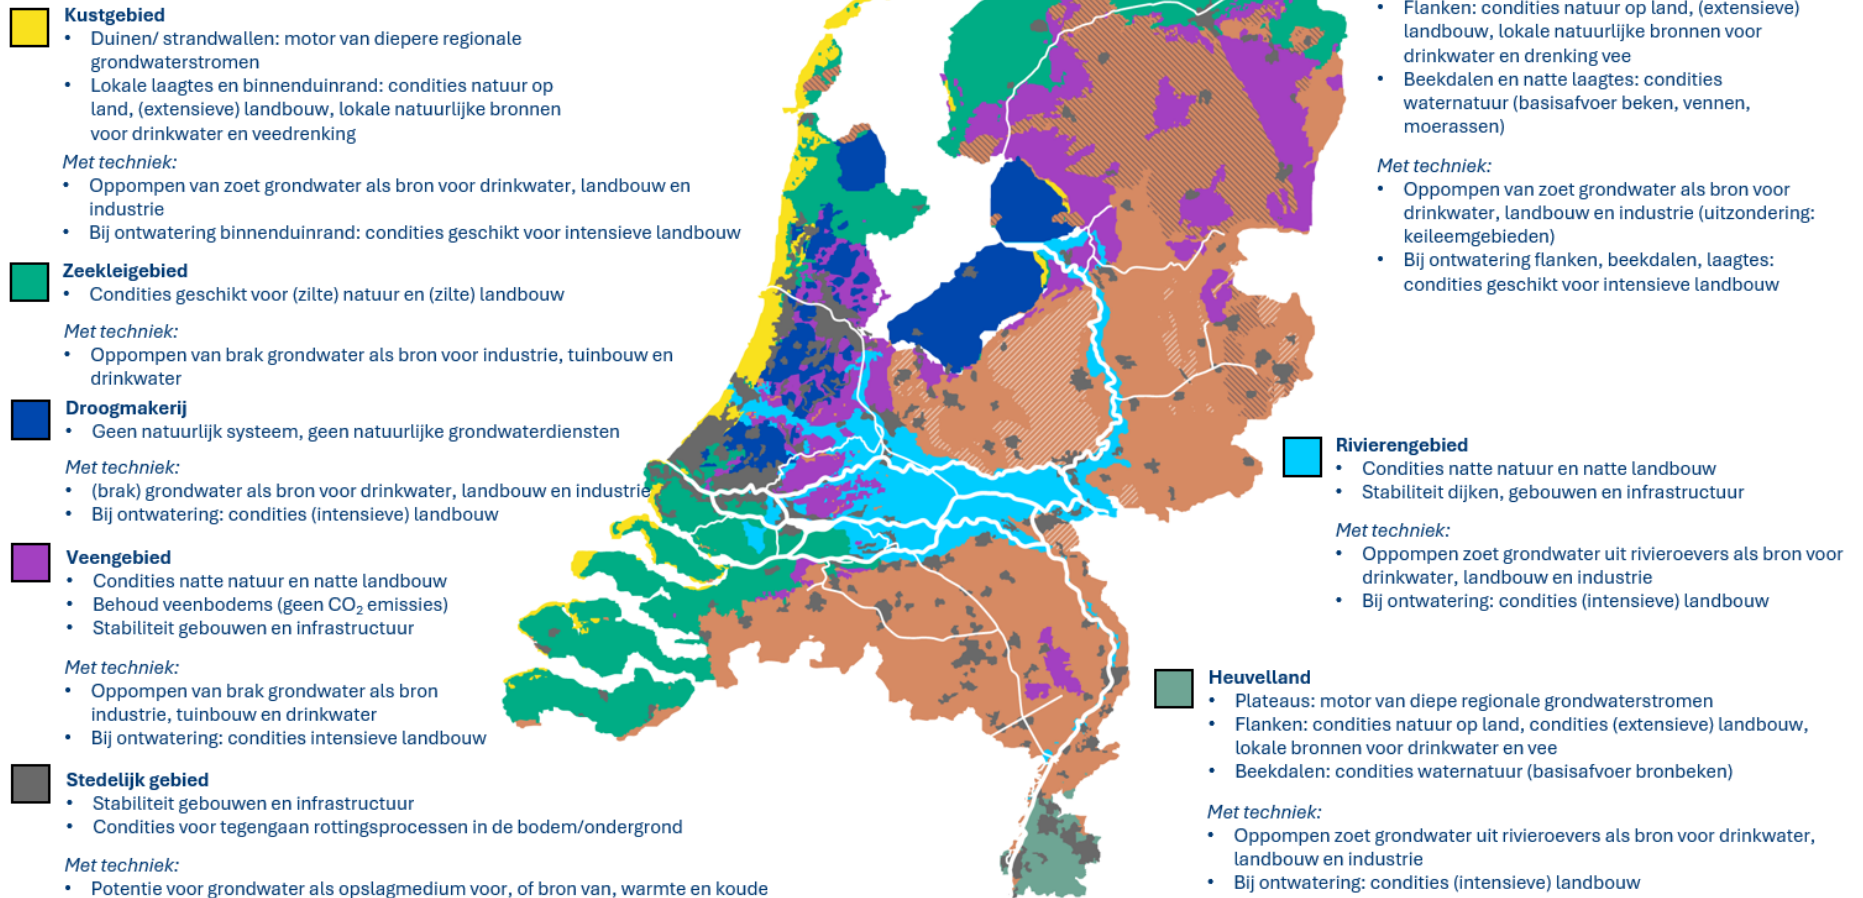 Kustgebied
• Duinen/ strandwallen: motor van diepere regionale
grondwaterstromen
• Lokale laagtes en binnenduinrand: condities natuur op
land, (extensieve) landbouw, lokale natuurlijke bronnen
voor drinkwater en veedrenking
Met techniek:
• Oppompen van zoet grondwater als bron voor drinkwater, landbouw en
industrie
• Bij ontwatering binnenduinrand: condities geschikt voor intensieve landbouw
Zeekleigebied
• Condities geschikt voor (zilte) natuur en (zilte) landbouw
Met techniek:
• Oppompen van brak grondwater als bron voor industrie, tuinbouw en
drinkwater
Droogmakerij
• Geen natuurlijk systeem, geen natuurlijke grondwaterdiensten
Met techniek:
• (brak) grondwater als bron voor drinkwater, landbouw en industrie
• Bij ontwatering: condities (intensieve) landbouw
Veengebied
• Condities natte natuur en natte landbouw
• Behoud veenbodems (geen CO₂ emissies)
• Stabiliteit gebouwen en infrastructuur
Met techniek:
• Oppompen van brak grondwater als bron
industrie, tuinbouw en drinkwater
• Bij ontwatering: condities intensieve landbouw
Stedelijk gebied
• Stabiliteit gebouwen en infrastructuur
• Condities voor tegengaan rottingsprocessen in de bodem/ondergrond
Met techniek:
• Potentie voor grondwater als opslagmedium voor, of bron van, warmte en koude
• Flanken: condities natuur op land, (extensieve)
landbouw, lokale natuurlijke bronnen voor
drinkwater en drenking vee
• Beekdalen en natte laagtes: condities
waternatuur (basisafvoer beken, vennen,
moerassen)
Met techniek:
• Oppompen van zoet grondwater als bron voor
drinkwater, landbouw en industrie (uitzondering:
keileemgebieden)
• Bij ontwatering flanken, beekdalen, laagtes:
condities geschikt voor intensieve landbouw
Rivierengebied
• Condities natte natuur en natte landbouw
• Stabiliteit dijken, gebouwen en infrastructuur
Met techniek:
• Oppompen zoet grondwater uit rivieroevers als bron voor
drinkwater, landbouw en industrie
• Bij ontwatering: condities (intensieve) landbouw
Heuvelland
• Plateaus: motor van diepe regionale grondwaterstromen
• Flanken: condities natuur op land, condities (extensieve) landbouw,
lokale bronnen voor drinkwater en vee
• Beekdalen: condities waternatuur (basisafvoer bronbeken)
Met techniek:
• Oppompen zoet grondwater uit rivieroevers als bron voor drinkwater,
landbouw en industrie
• Bij ontwatering: condities (intensieve) landbouw